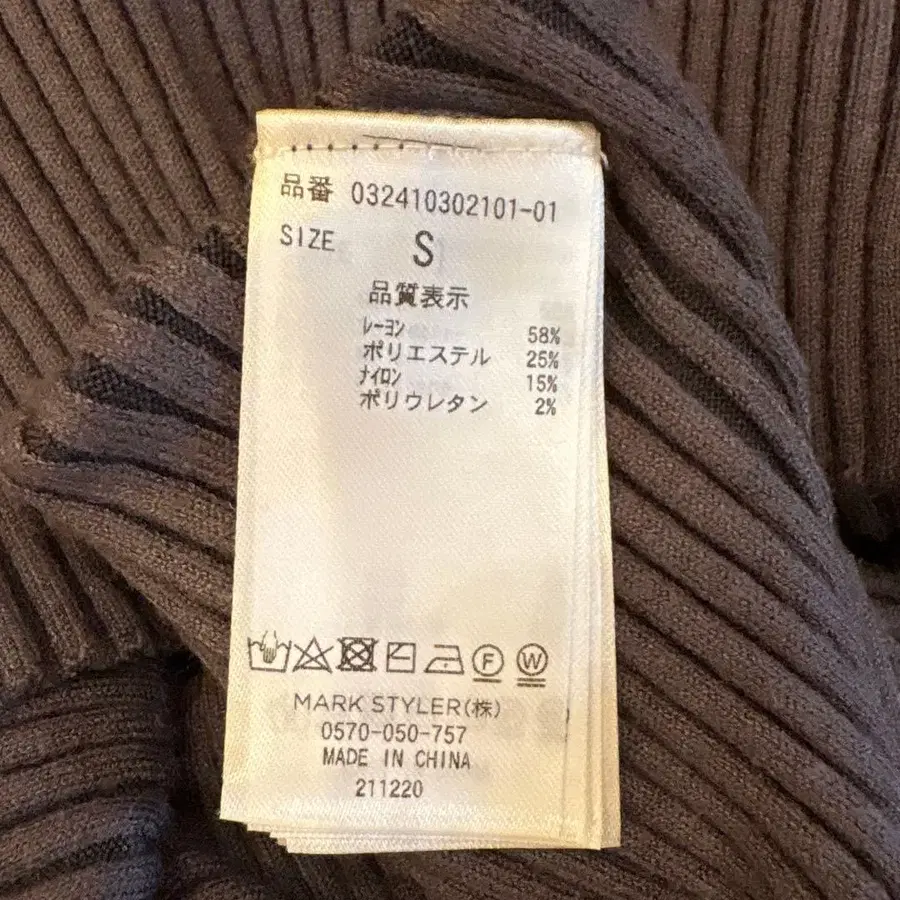 品番 032410302101-01
SIZE S
品質表示
レーヨン 58%
ポリエステル 25%
ナイロン 15%
ポリウレタン 2%
F W
MARK STYLER(株)
0570-050-757
MADE IN CHINA
211220